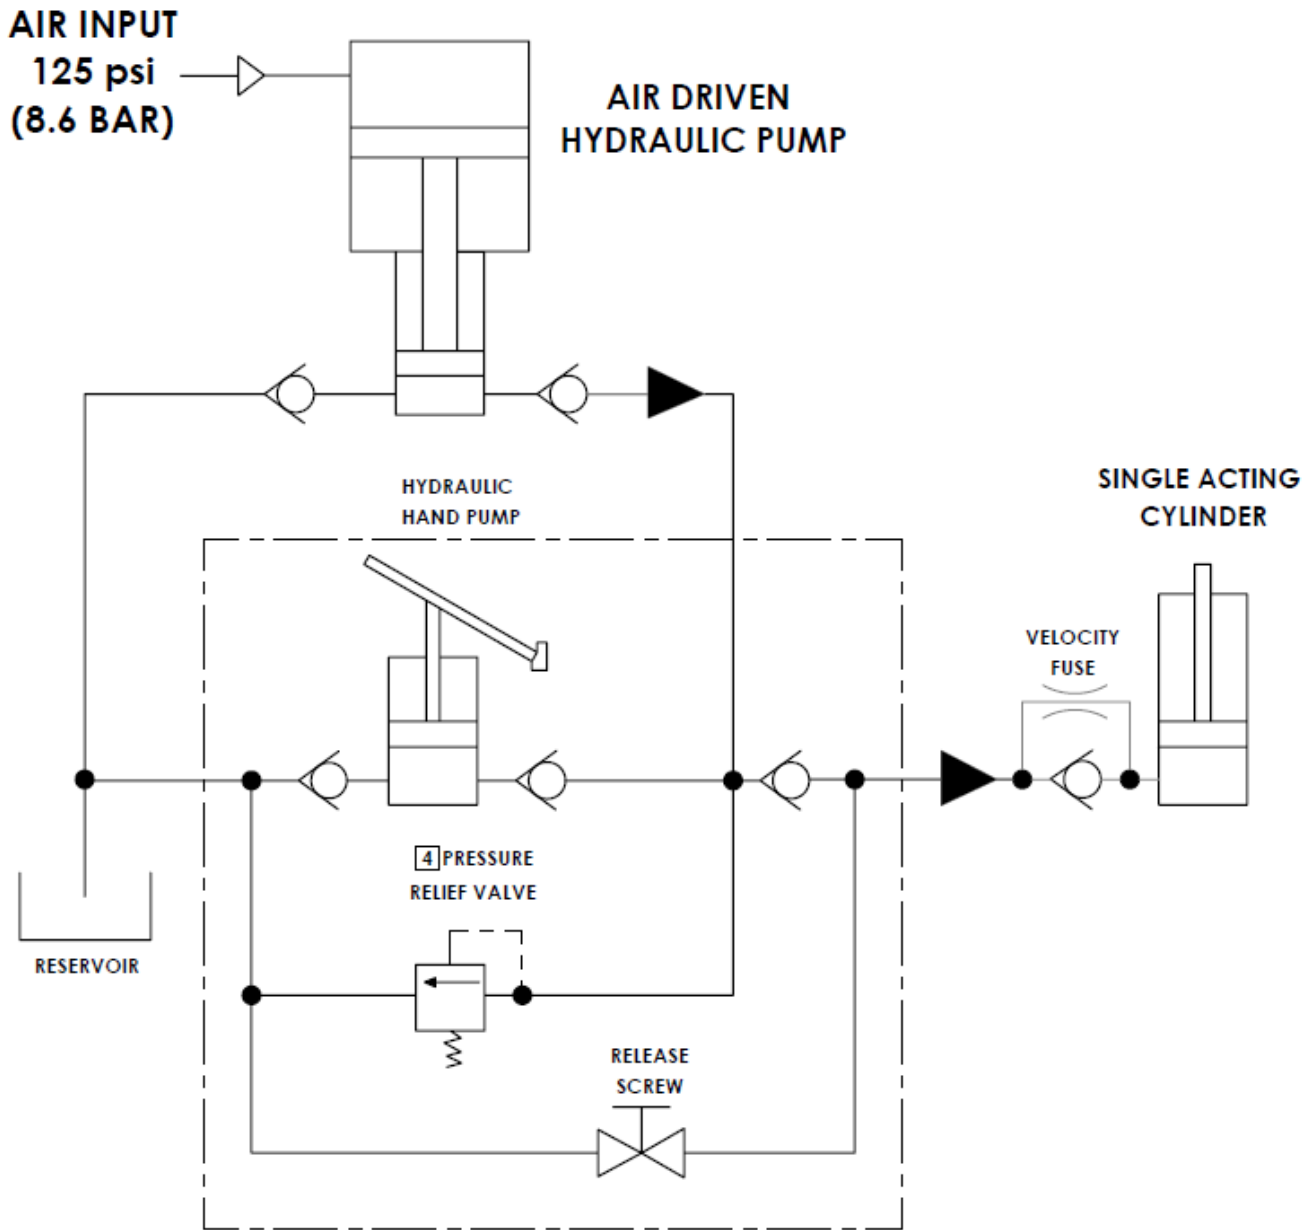 AIR INPUT
125 psi
(8.6 BAR)
AIR DRIVEN
HYDRAULIC PUMP
HYDRAULIC
HAND PUMP
SINGLE ACTING
CYLINDER
VELOCITY
FUSE
4 PRESSURE
RELIEF VALVE
RESERVOIR
RELEASE
SCREW